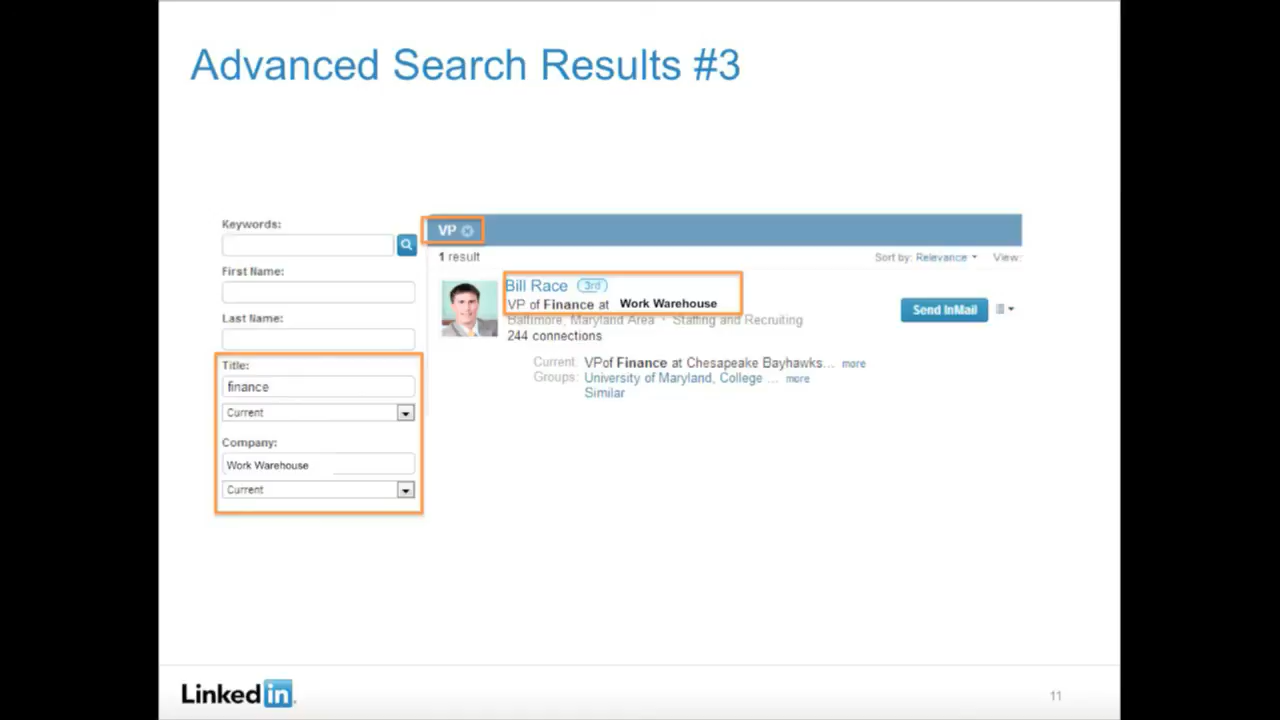 Advanced Search Results #3
Keywords:
First Name:
Last Name:
Title:
finance
Current
Company:
Work Warehouse
Current
VP
1 result
Sort by: Relevance
View:
Bill Race 3rd
VP of Finance at Work Warehouse
Baltimore, Maryland Area · Staffing and Recruiting
244 connections
Send InMail
Current: VPof Finance at Chesapeake Bayhawks... more
Groups: University of Maryland, College ... more
Similar
Linked in
11